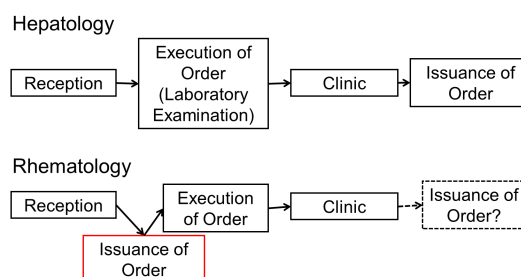 Hepatology
Execution of
Order
(Laboratory
Examination)
Reception
Clinic
Issuance of
Order
Rhematology
Reception
Execution
of Order
Clinic
Issuance of
Order?
Issuance of
Order